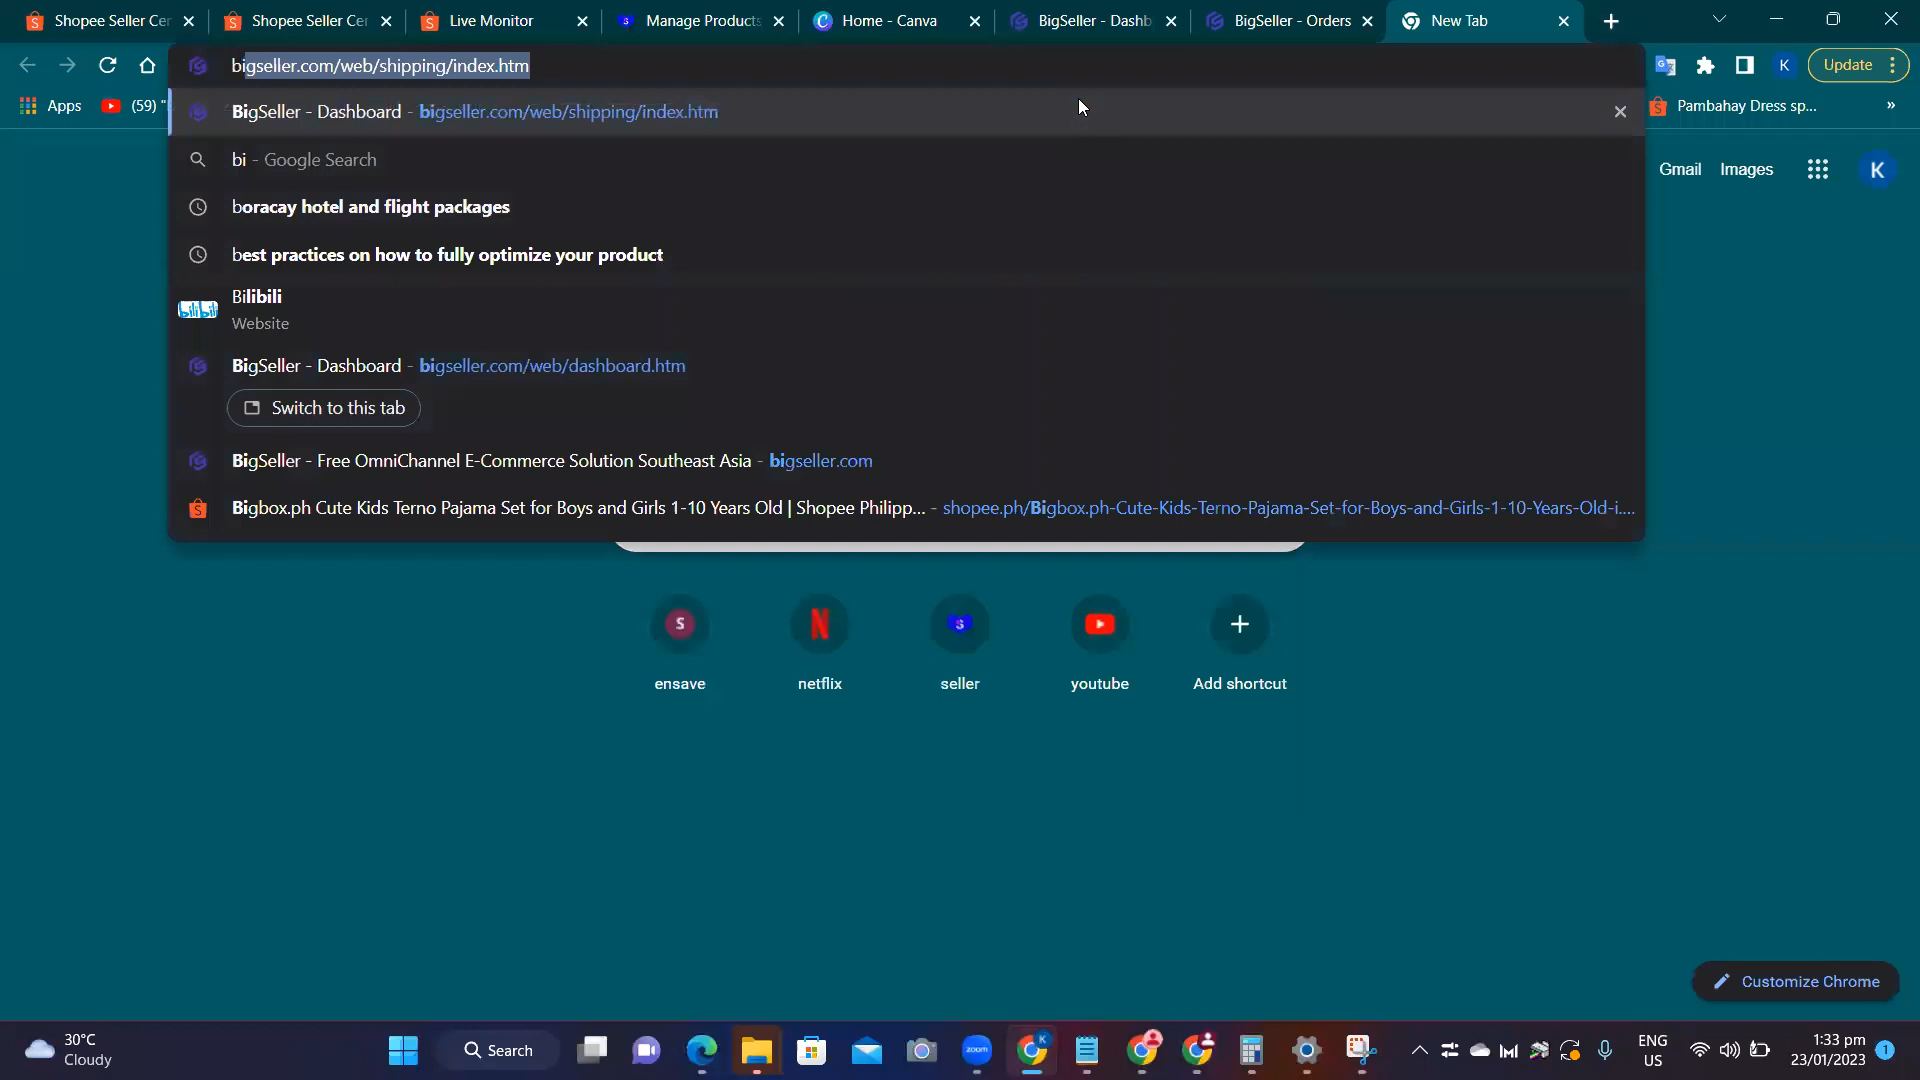 Shopee Seller Cer
Shopee Seller Cer
Live Monitor
Manage Products
Home - Canva
BigSeller - Dashb
BigSeller - Orders
New Tab
bigseller.com/web/shipping/index.htm
K
Update
Apps
(59) "
BigSeller - Dashboard - bigseller.com/web/shipping/index.htm
Pambahay Dress sp...
»
bi - Google Search
Gmail
Images
K
boracay hotel and flight packages
best practices on how to fully optimize your product
Bilibili
Website
BigSeller - Dashboard - bigseller.com/web/dashboard.htm
Switch to this tab
BigSeller - Free OmniChannel E-Commerce Solution Southeast Asia - bigseller.com
Bigbox.ph Cute Kids Terno Pajama Set for Boys and Girls 1-10 Years Old | Shopee Philipp... - shopee.ph/Bigbox.ph-Cute-Kids-Terno-Pajama-Set-for-Boys-and-Girls-1-10-Years-Old-i....
S
N
ensave
netflix
seller
youtube
Add shortcut
Customize Chrome
30°C
Cloudy
Search
zoom
K
ENG
US
1:33 pm
23/01/2023
1